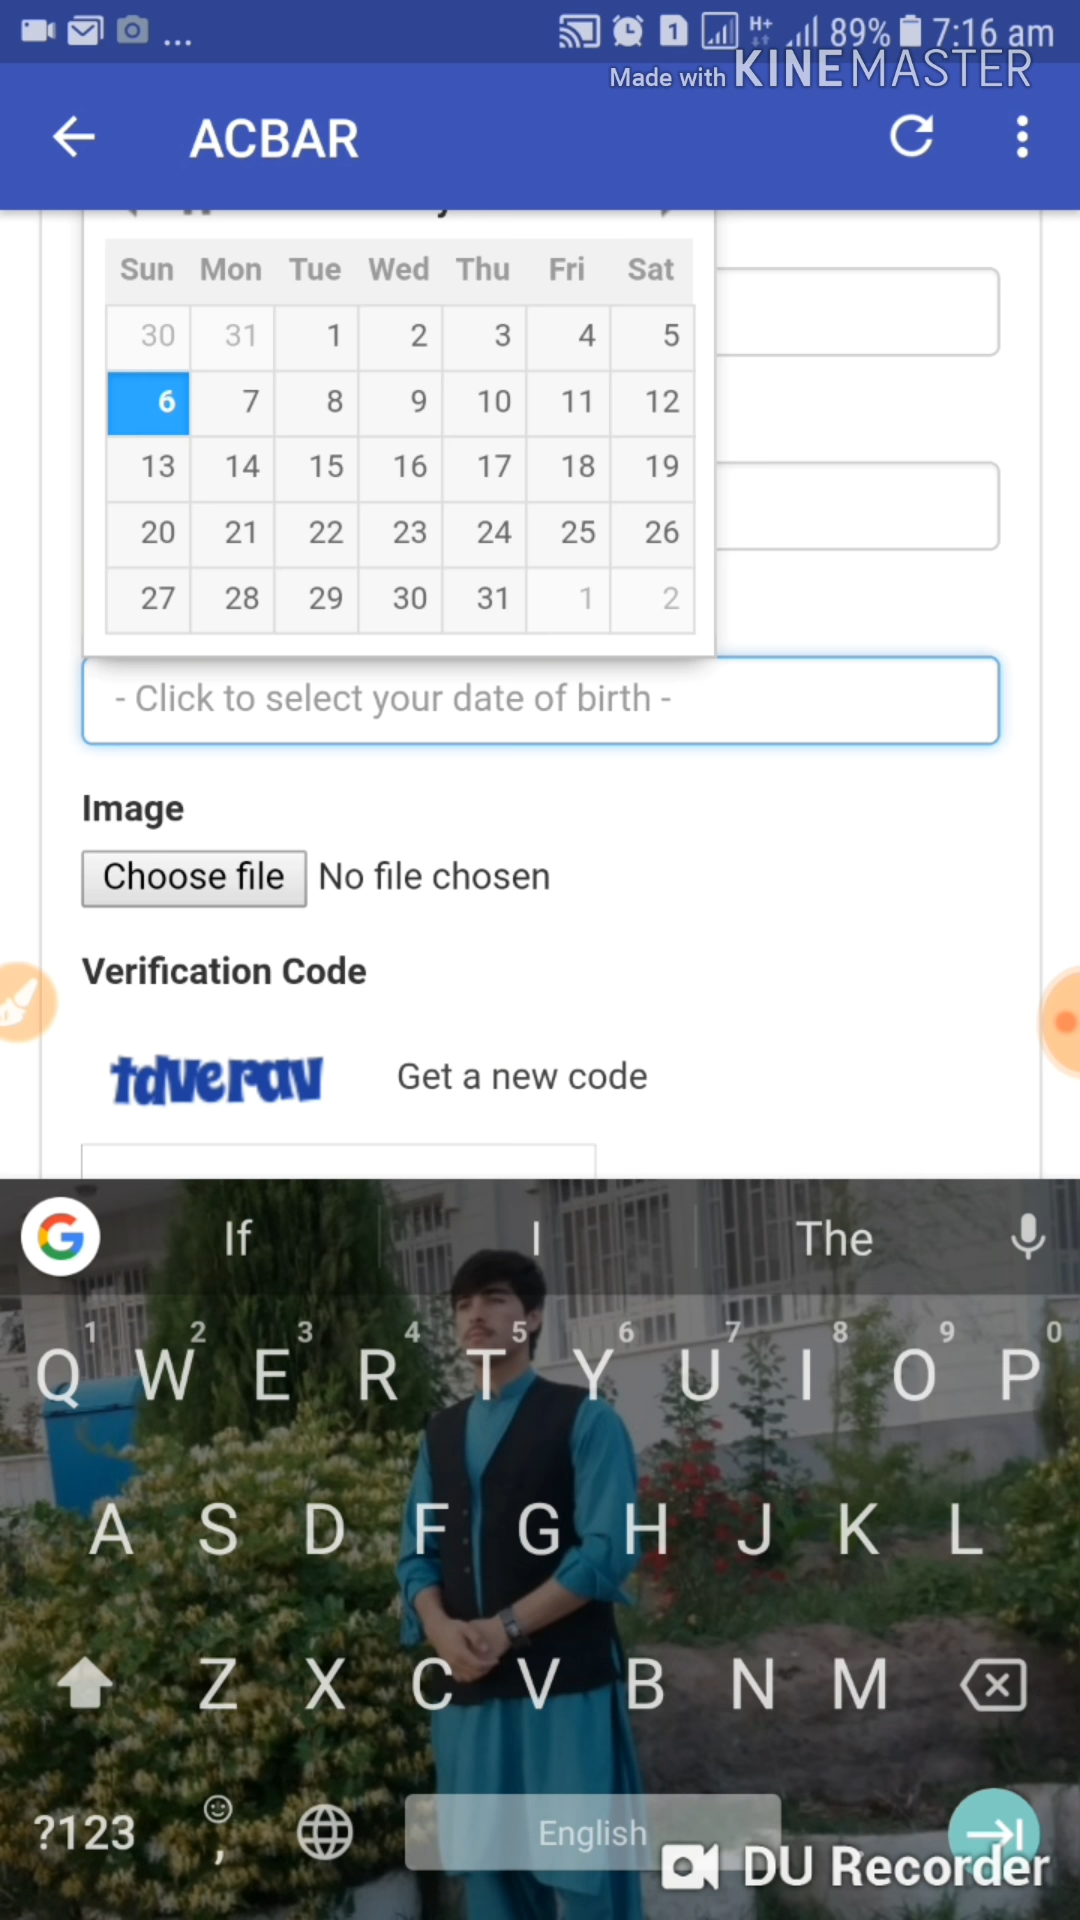 ... 1 H+ 89% 7:16 am
Made with KINEMASTER
ACBAR
Sun Mon Tue Wed Thu Fri Sat
30 31 1 2 3 4 5
6 7 8 9 10 11 12
13 14 15 16 17 18 19
20 21 22 23 24 25 26
27 28 29 30 31 1 2
- Click to select your date of birth -
Image
Choose file No file chosen
Verification Code
tdverav Get a new code
G If I The
1 2 3 4 5 6 7 8 9 0
Q W E R T Y U I O P
A S D F G H J K L
Z X C V B N M
?123 , English
DU Recorder